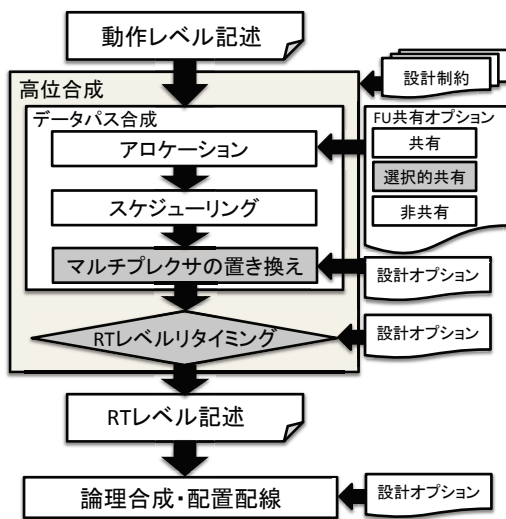 動作レベル記述
高位合成
設計制約
データパス合成
FU共有オプション
アロケーション
共有
選択的共有
非共有
スケジューリング
マルチプレクサの置き換え
設計オプション
RTレベルリタイミング
設計オプション
RTレベル記述
論理合成・配置配線
設計オプション